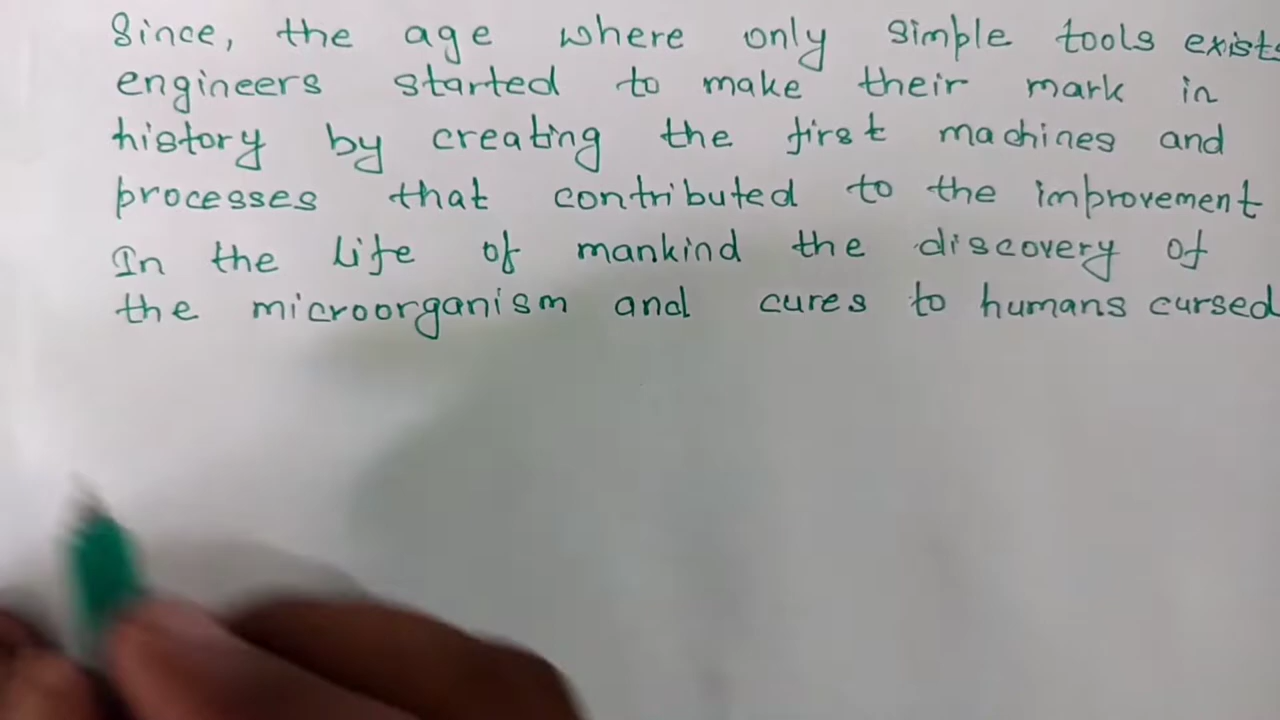 Since, the age where only simple tools exists
engineers started to make their mark in
history by creating the first machines and
processes that contributed to the improvement
In the life of mankind the discovery of
the microorganism and cures to humans cursed